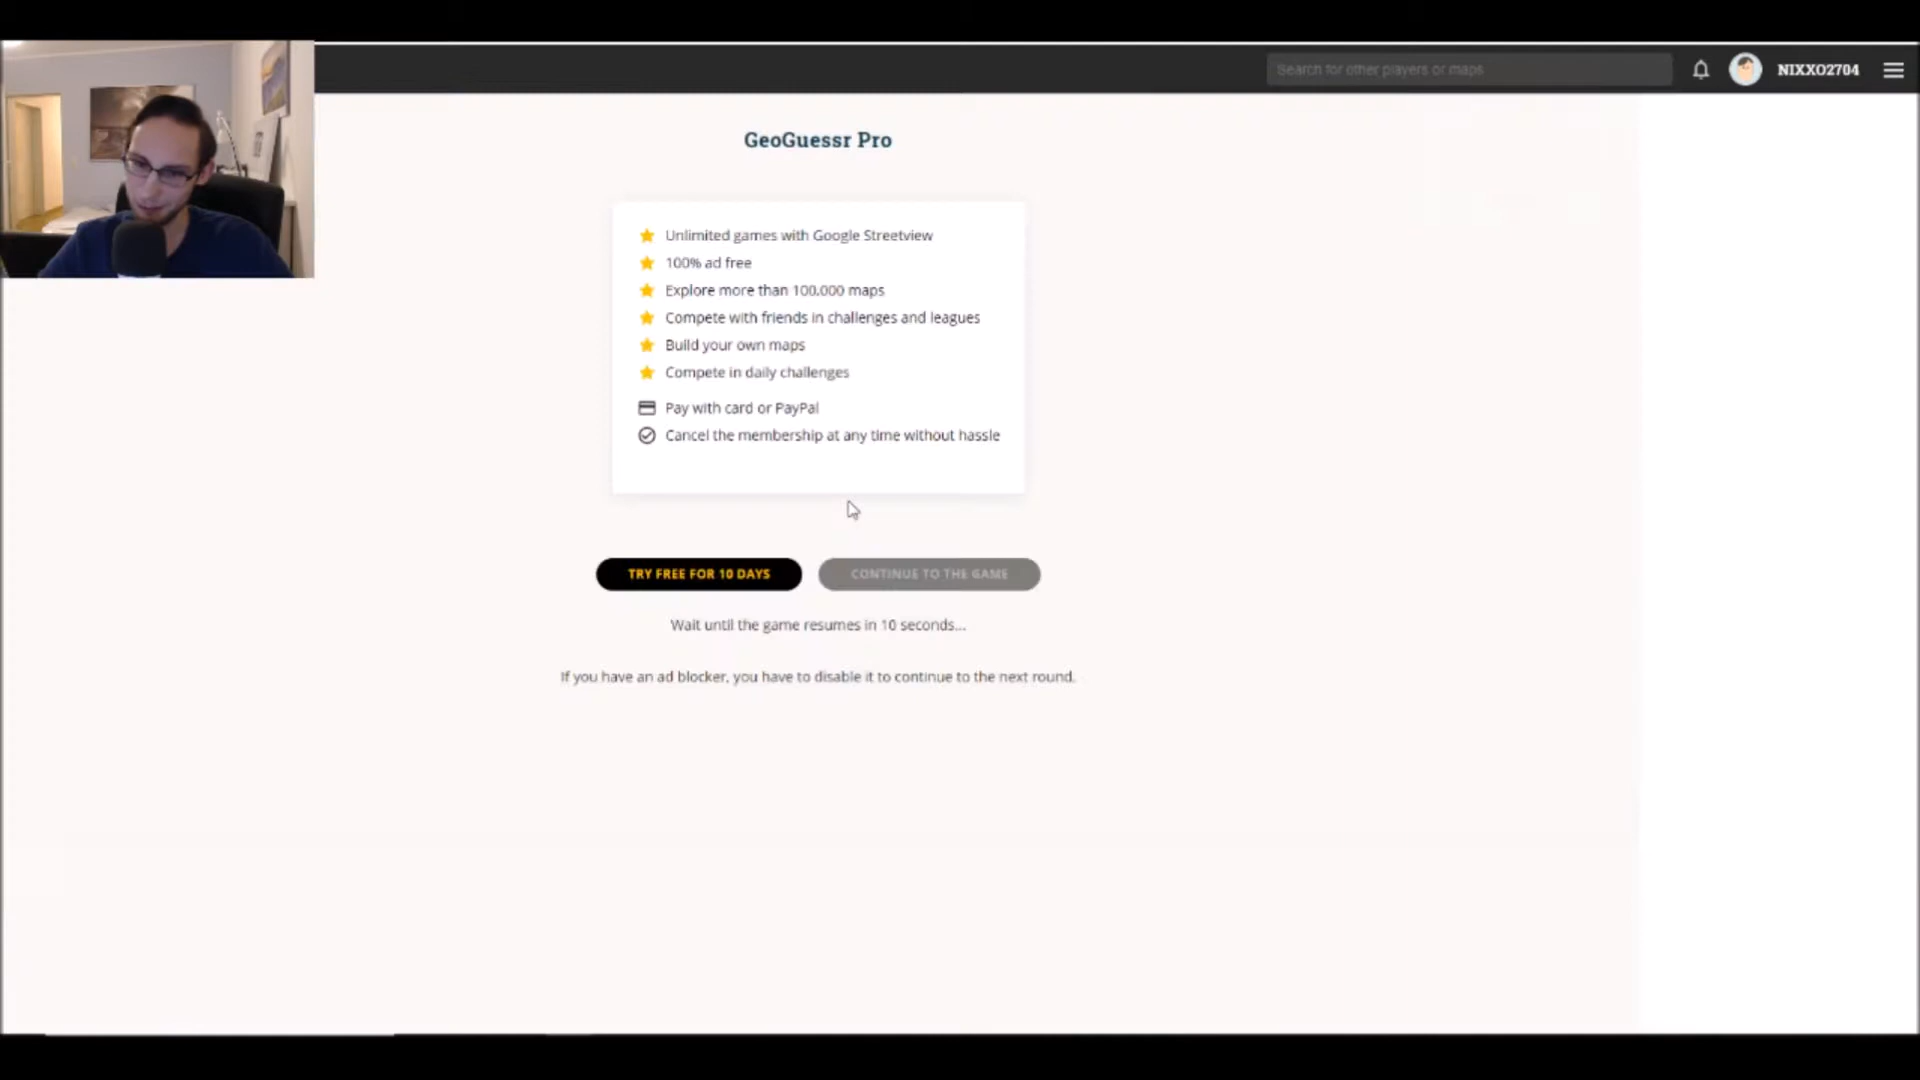 Search for other players or maps
NIXXO2704
GeoGuessr Pro
Unlimited games with Google Streetview
100% ad free
Explore more than 100,000 maps
Compete with friends in challenges and leagues
Build your own maps
Compete in daily challenges
Pay with card or PayPal
Cancel the membership at any time without hassle
TRY FREE FOR 10 DAYS
CONTINUE TO THE GAME
Wait until the game resumes in 10 seconds...
If you have an ad blocker, you have to disable it to continue to the next round.